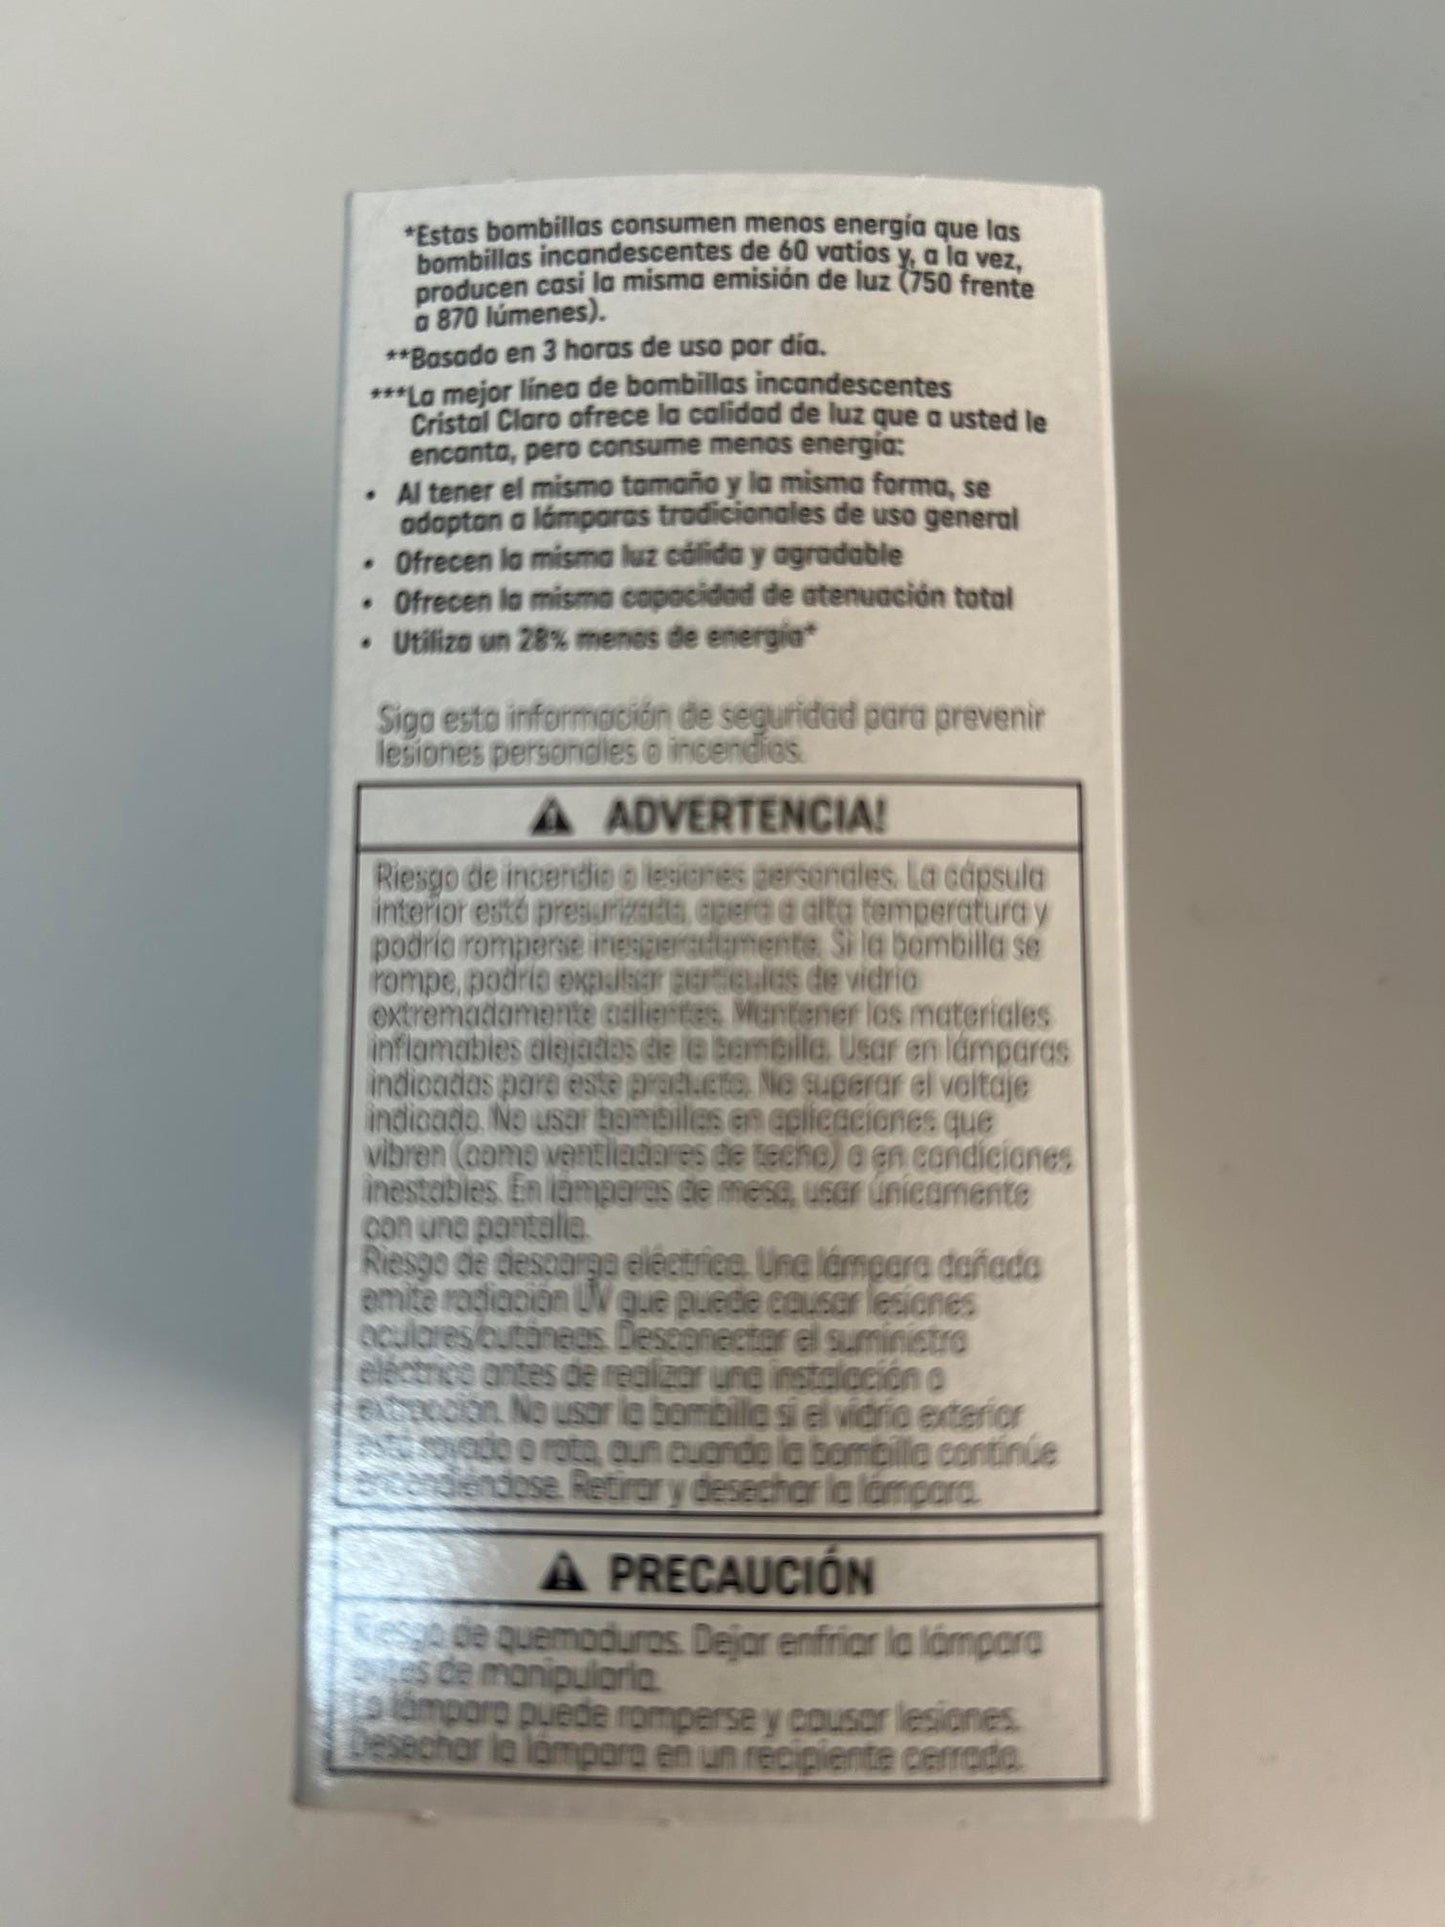 *Estas bombillas consumen menos energía que las
bombillas incandescentes de 60 vatios y, a la vez,
producen casi la misma emisión de luz (750 frente
a 870 lúmenes).
**Basado en 3 horas de uso por día.
***La mejor línea de bombillas incandescentes
Cristal Claro ofrece la calidad de luz que a usted le
encanta, pero consume menos energía:
• Al tener el mismo tamaño y la misma forma, se
adaptan a lámparas tradicionales de uso general
• Ofrecen la misma luz cálida y agradable
• Ofrecen la misma capacidad de atenuación total
• Utiliza un 28% menos de energía*
Siga esta información de seguridad para prevenir
lesiones personales o incendios.
ADVERTENCIA!
Riesgo de incendio o lesiones personales. La cápsula
interior está presurizada, opera a alta temperatura y
podría romperse inesperadamente. Si la bombilla se
rompe, podría expulsar partículas de vidrio
extremadamente calientes. Mantener los materiales
inflamables alejados de la bombilla. Usar en lámparas
indicadas para este producto. No superar el voltaje
indicado. No usar bombillas en aplicaciones que
vibren (como ventiladores de techo) o en condiciones
inestables. En lámparas de mesa, usar únicamente
con una pantalla.
Riesgo de descarga eléctrica. Una lámpara dañada
emite radiación UV que puede causar lesiones
oculares/cutáneas. Desconectar el suministro
eléctrico antes de realizar una instalación o
extracción. No usar la bombilla si el vidrio exterior
está rayado o roto, aun cuando la bombilla continúe
encendiéndose. Retirar y desechar la lámpara.
PRECAUCIÓN
Riesgo de quemaduras. Dejar enfriar la lámpara
antes de manipularla.
La lámpara puede romperse y causar lesiones.
Desechar la lámpara en un recipiente cerrado.